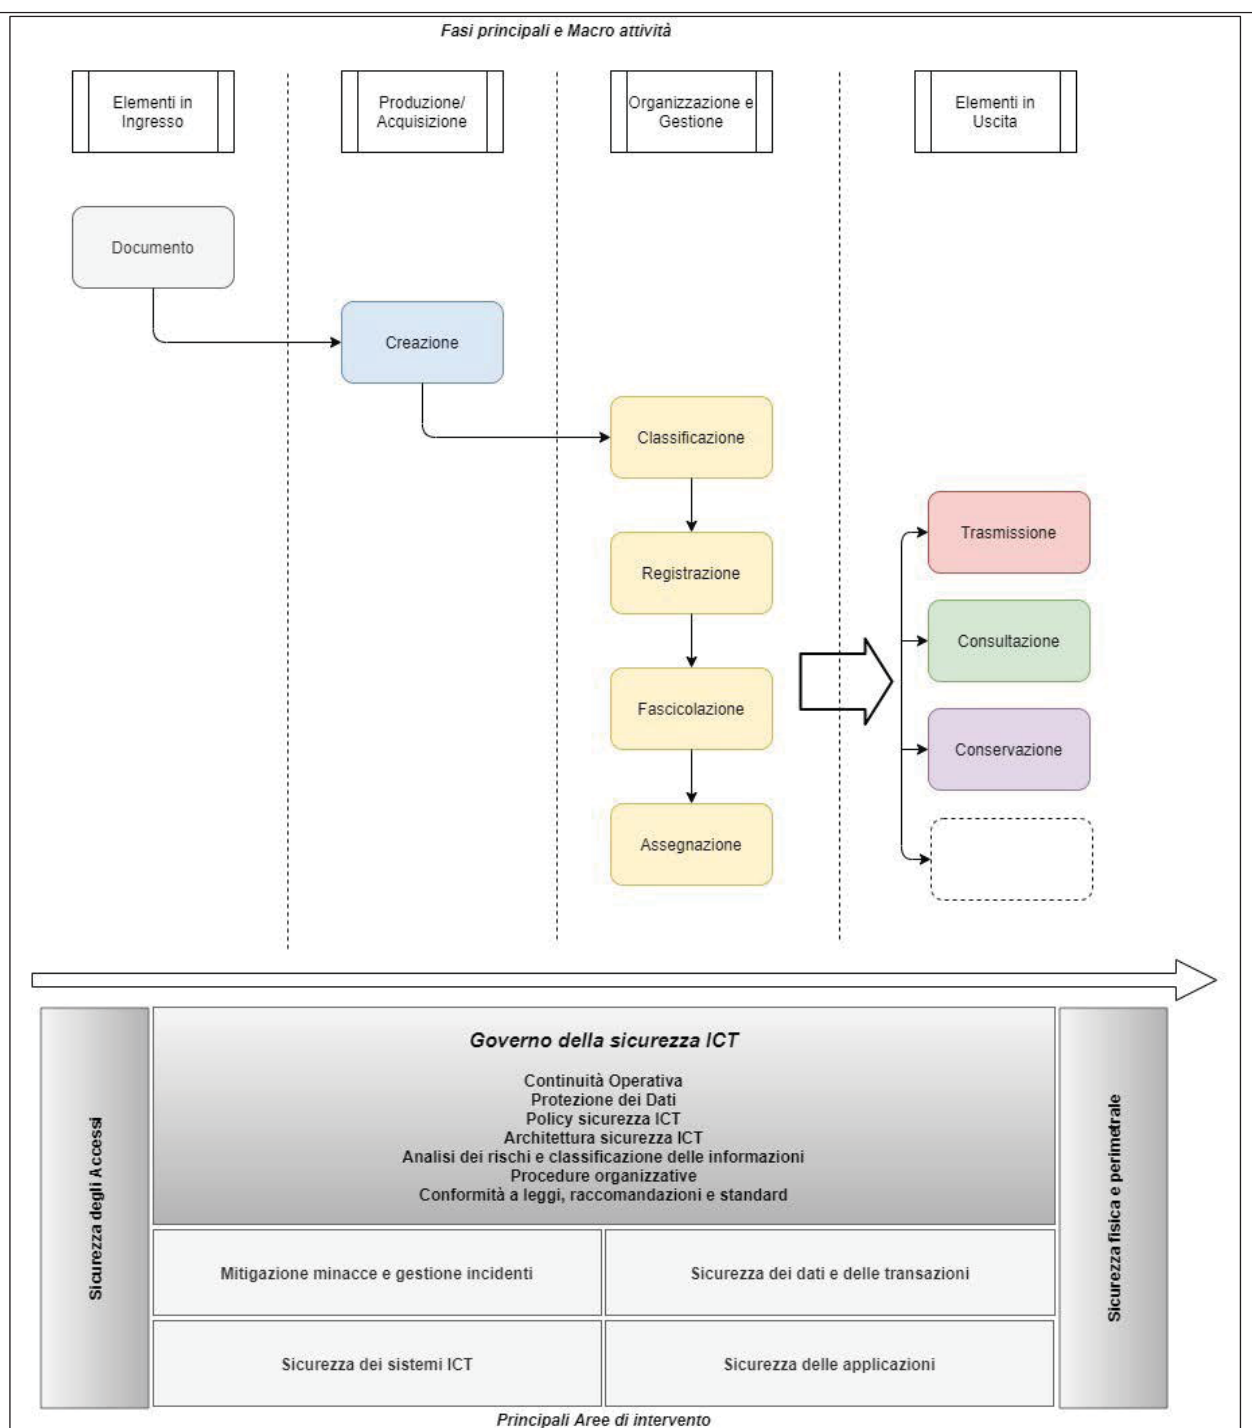 Fasi principali e Macro attività
Elementi in
Ingresso
Produzione/
Acquisizione
Organizzazione e
Gestione
Elementi in
Uscita
Documento
Creazione
Classificazione
Registrazione
Fascicolazione
Assegnazione
Trasmissione
Consultazione
Conservazione
Sicurezza degli Accessi
Governo della sicurezza ICT
Continuità Operativa
Protezione dei Dati
Policy sicurezza ICT
Architettura sicurezza ICT
Analisi dei rischi e classificazione delle informazioni
Procedure organizzative
Conformità a leggi, raccomandazioni e standard
Mitigazione minacce e gestione incidenti
Sicurezza dei dati e delle transazioni
Sicurezza dei sistemi ICT
Sicurezza delle applicazioni
Sicurezza fisica e perimetrale
Principali Aree di intervento